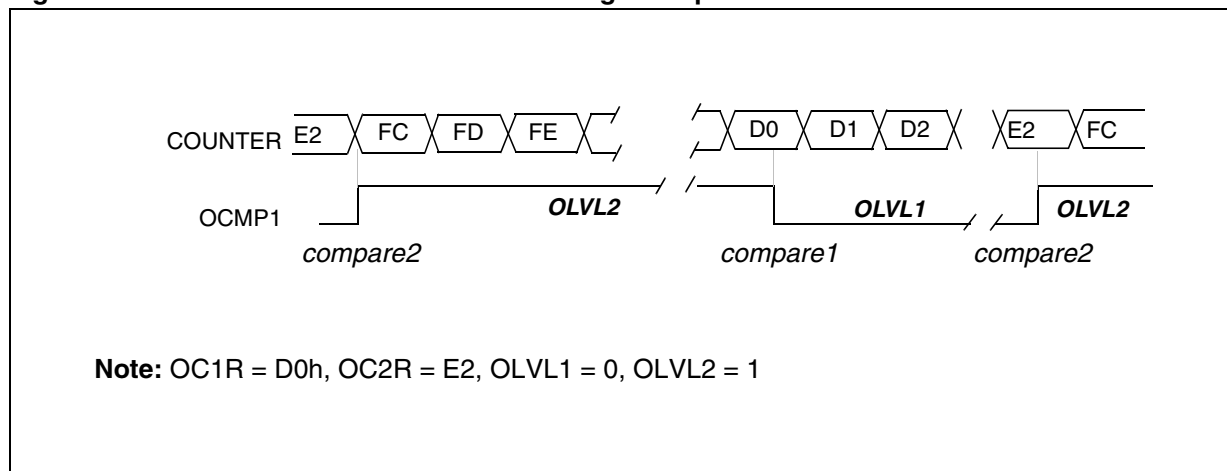 COUNTER E2 FC FD FE D0 D1 D2 E2 FC
OCMP1 OLVL2 OLVL1 OLVL2
compare2 compare1 compare2
Note: OC1R = D0h, OC2R = E2, OLVL1 = 0, OLVL2 = 1